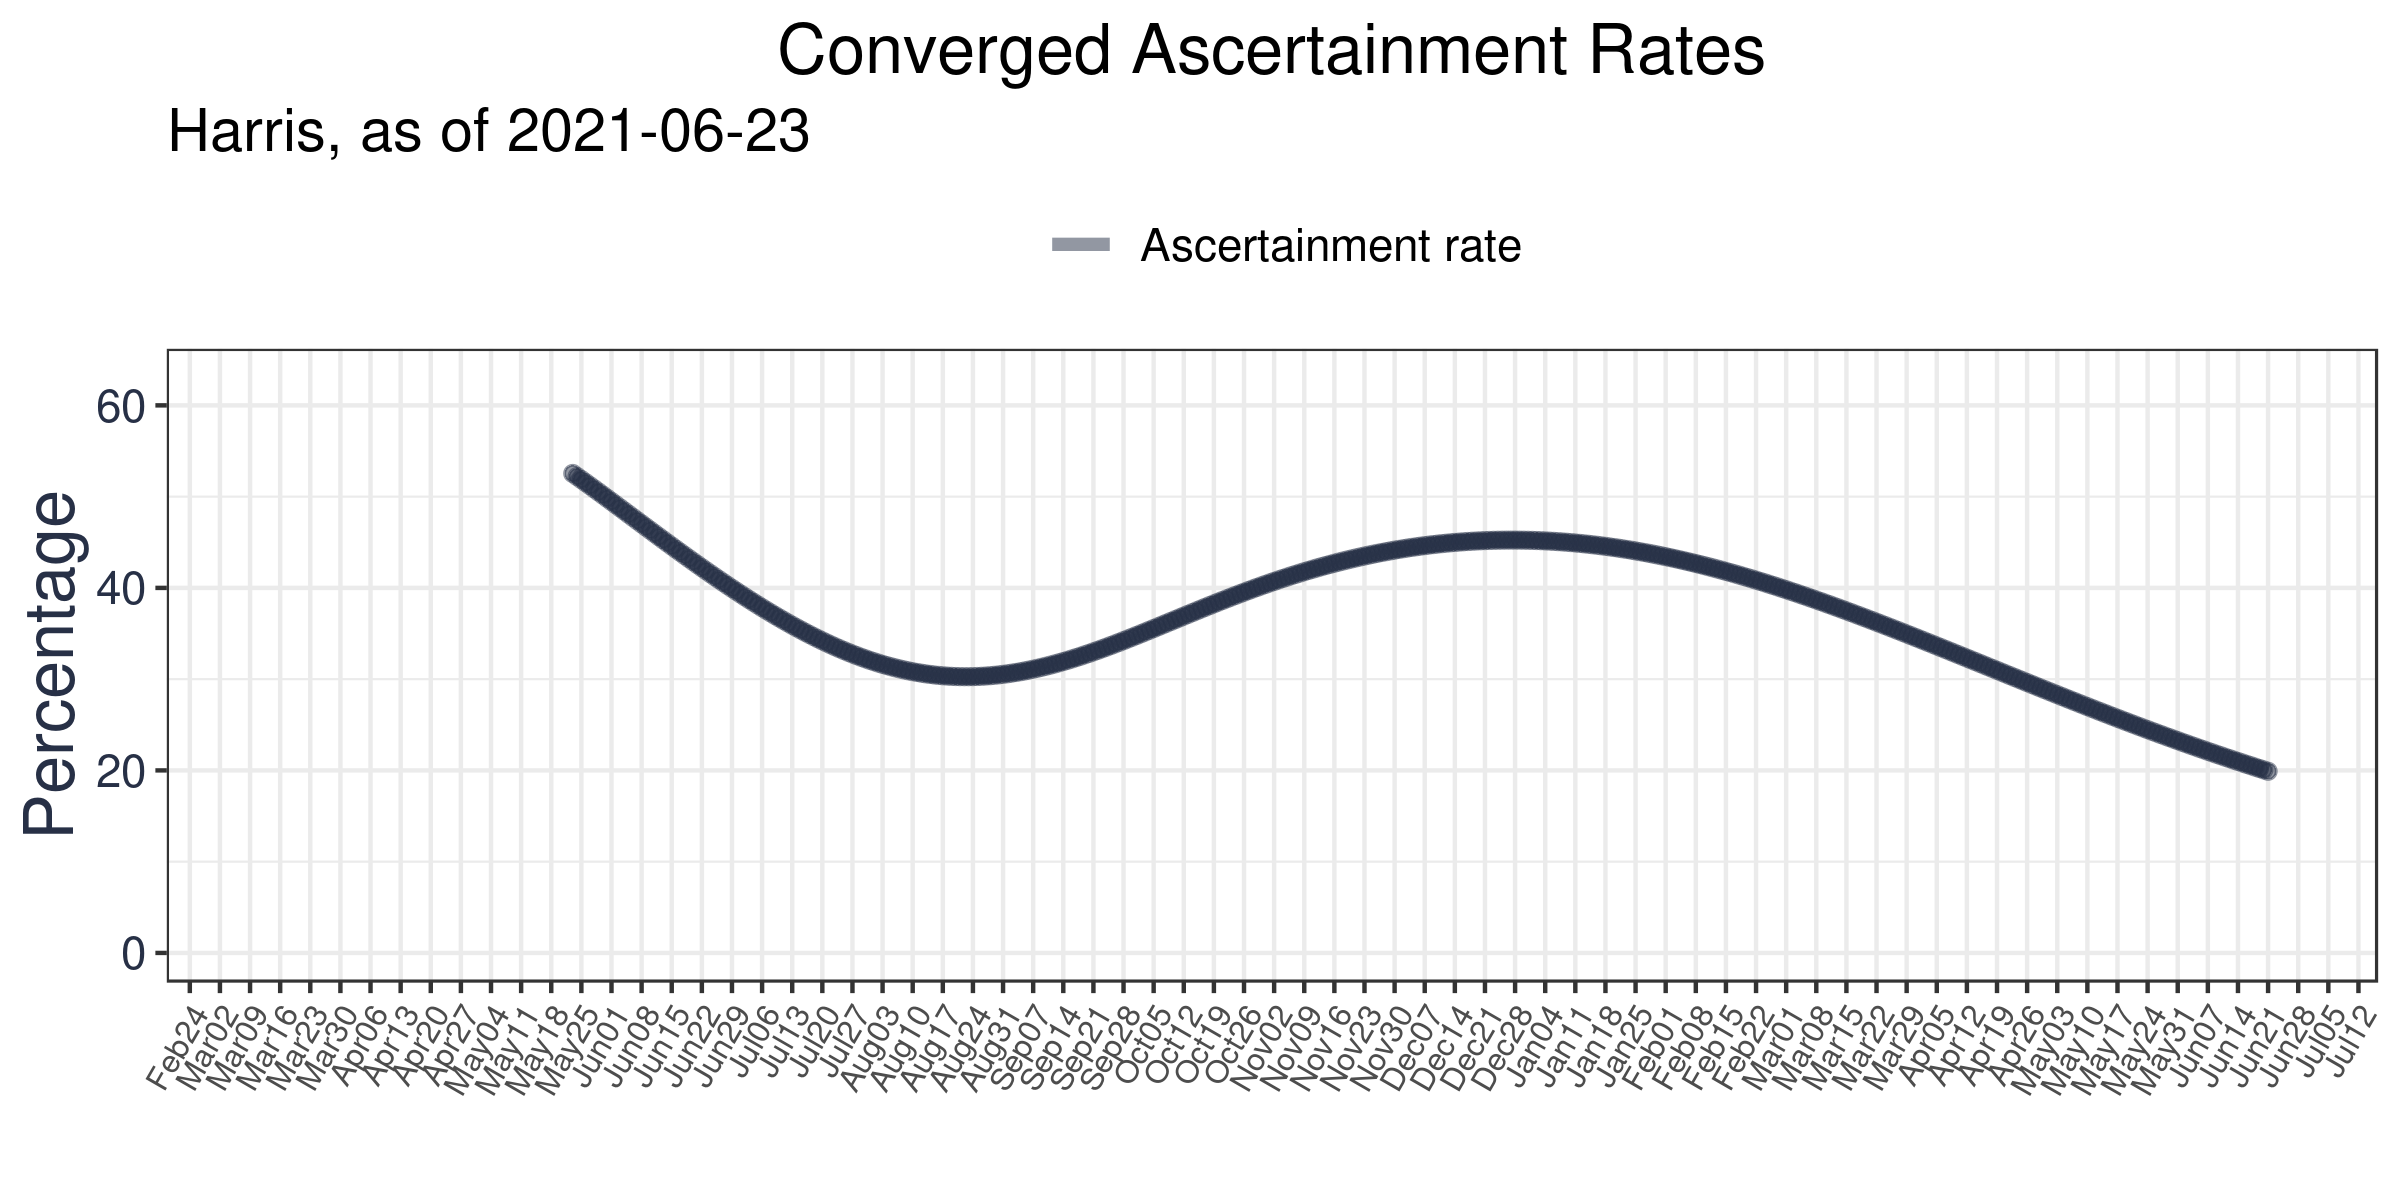 Converged Ascertainment Rates
Harris, as of 2021-06-23
Ascertainment rate
Percentage
60
40
20
0
Feb24
Mar02
Mar09
Mar16
Mar23
Mar30
Apr06
Apr13
Apr20
Apr27
May04
May11
May18
May25
Jun01
Jun08
Jun15
Jun22
Jun29
Jul06
Jul13
Jul20
Jul27
Aug03
Aug10
Aug17
Aug24
Aug31
Sep07
Sep14
Sep21
Sep28
Oct05
Oct12
Oct19
Oct26
Nov02
Nov09
Nov16
Nov23
Nov30
Dec07
Dec14
Dec21
Dec28
Jan04
Jan11
Jan18
Jan25
Feb01
Feb08
Feb15
Feb22
Mar01
Mar08
Mar15
Mar22
Mar29
Apr05
Apr12
Apr19
Apr26
May03
May10
May17
May24
May31
Jun07
Jun14
Jun21
Jun28
Jul05
Jul12